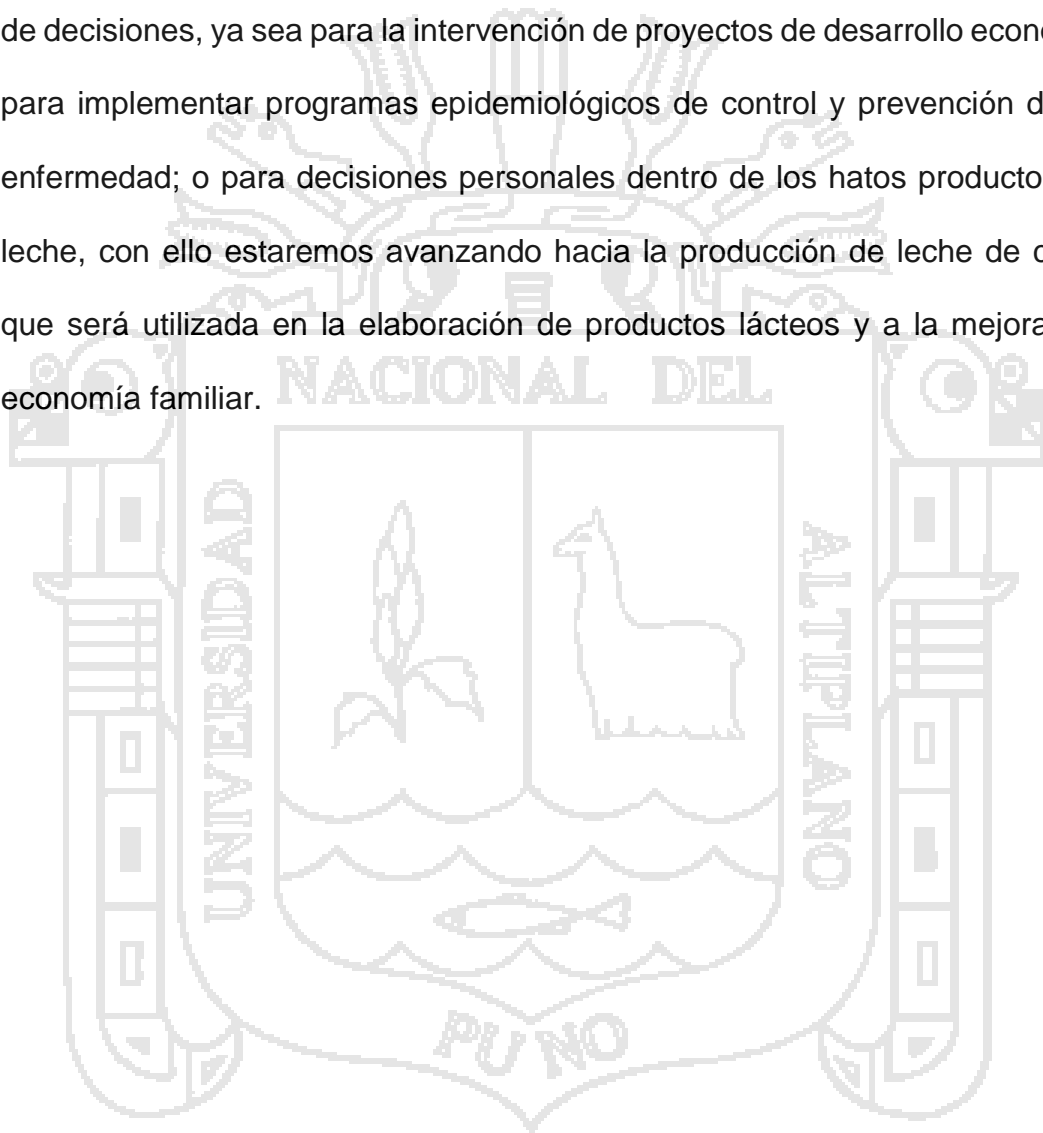 de decisiones, ya sea para la intervención de proyectos de desarrollo econ
para implementar programas epidemiológicos de control y prevención d
enfermedad; o para decisiones personales dentro de los hatos producto
leche, con ello estaremos avanzando hacia la producción de leche de c
que será utilizada en la elaboración de productos lácteos y a la mejora
economía familiar.
NACIONAL DEL
UNIVERSIDAD
ALTIPLANO
PUNO